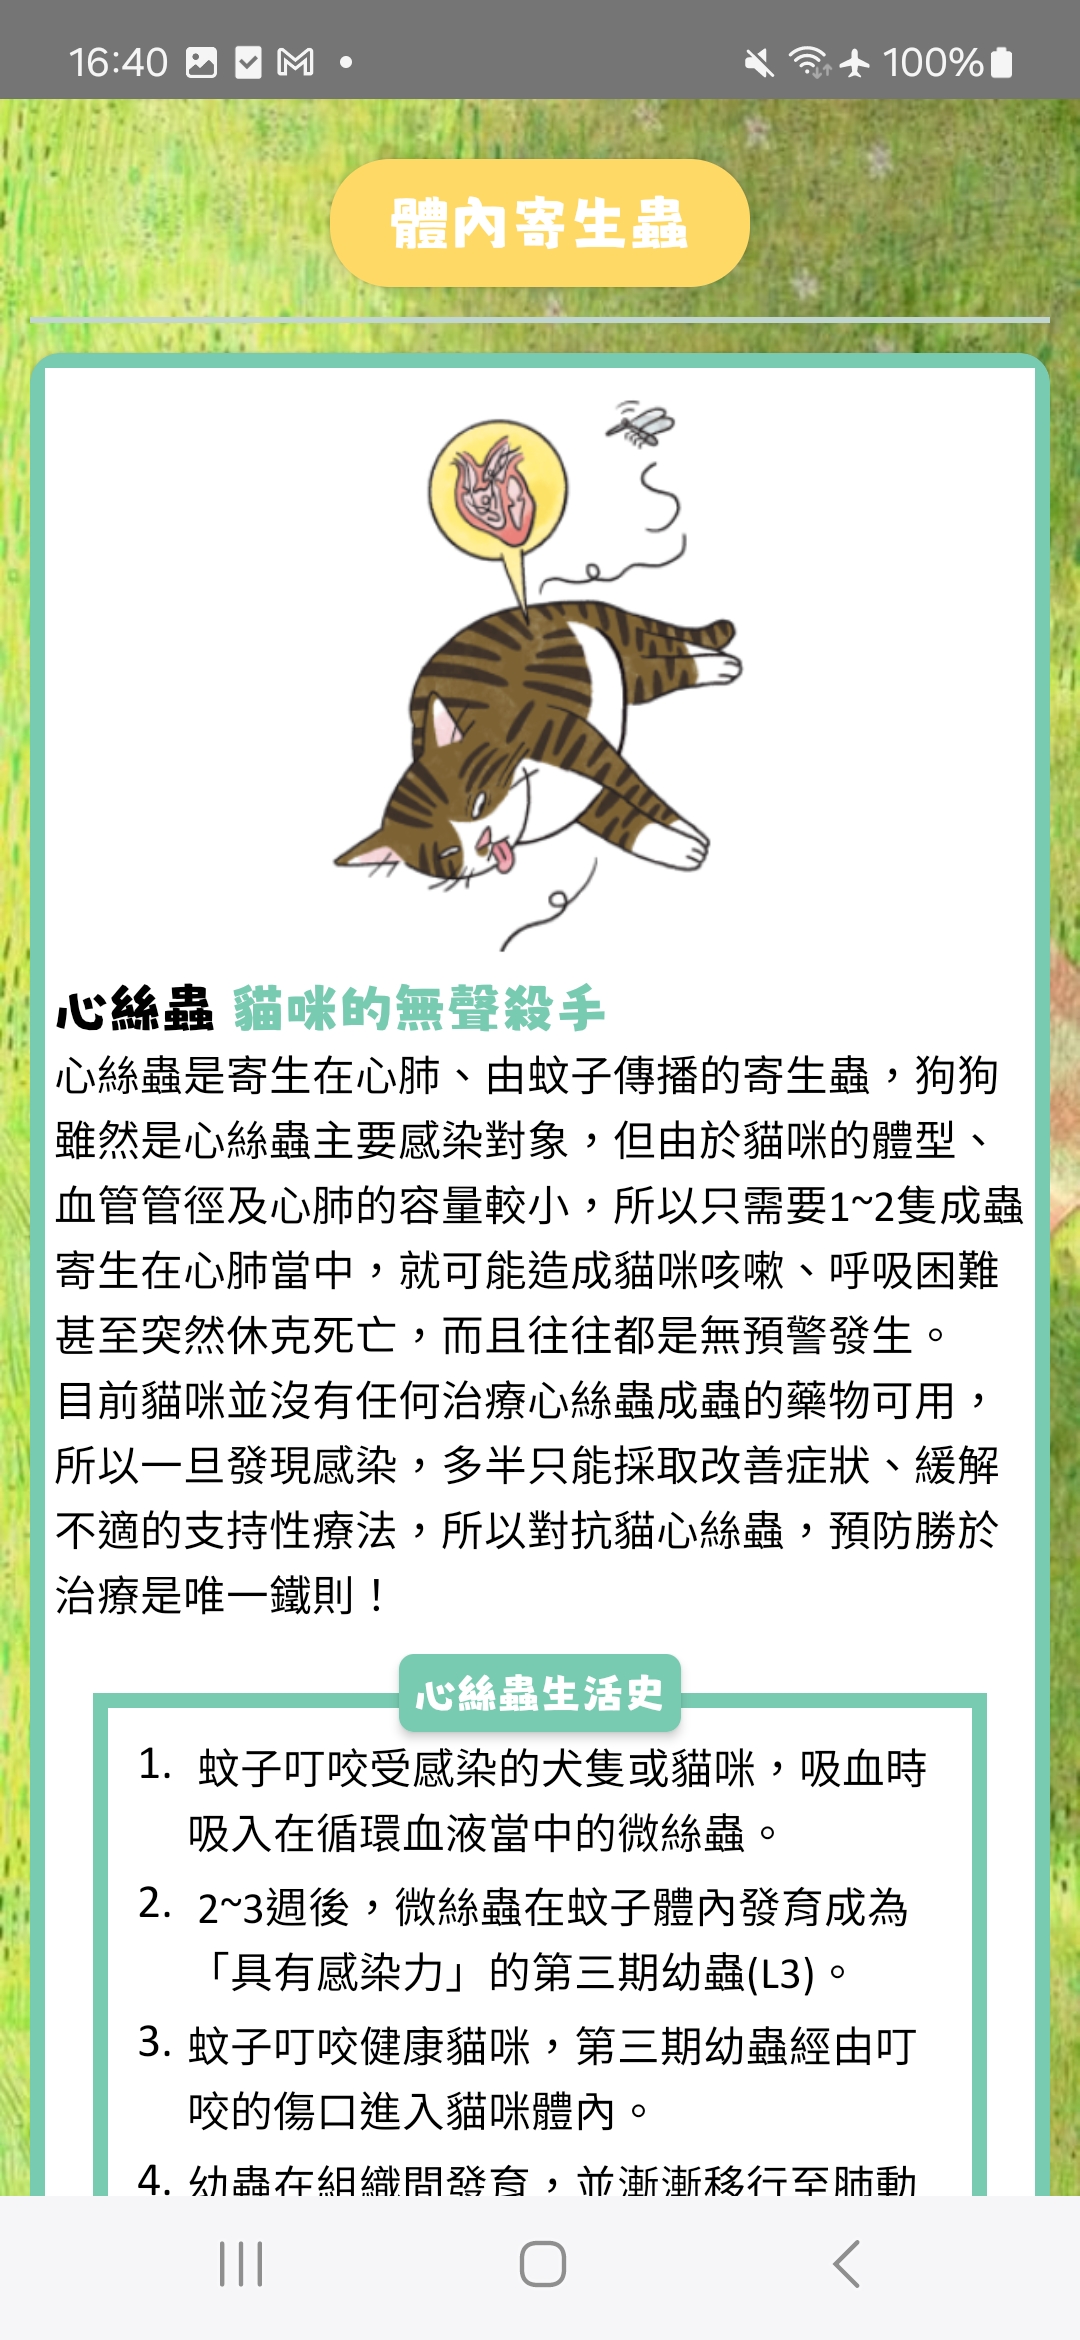 16:40
100%
體內寄生蟲
心絲蟲 貓咪的無聲殺手
心絲蟲是寄生在心肺、由蚊子傳播的寄生蟲，狗狗
雖然是心絲蟲主要感染對象，但由於貓咪的體型、
血管管徑及心肺的容量較小，所以只需要1~2隻成蟲
寄生在心肺當中，就可能造成貓咪咳嗽、呼吸困難
甚至突然休克死亡，而且往往都是無預警發生。
目前貓咪並沒有任何治療心絲蟲成蟲的藥物可用，
所以一旦發現感染，多半只能採取改善症狀、緩解
不適的支持性療法，所以對抗貓心絲蟲，預防勝於
治療是唯一鐵則！
心絲蟲生活史
1. 蚊子叮咬受感染的犬隻或貓咪，吸血時
吸入在循環血液當中的微絲蟲。
2. 2~3週後，微絲蟲在蚊子體內發育成為
「具有感染力」的第三期幼蟲(L3)。
3. 蚊子叮咬健康貓咪，第三期幼蟲經由叮
咬的傷口進入貓咪體內。
4. 幼蟲在組織間發育，並漸漸移行至肺動